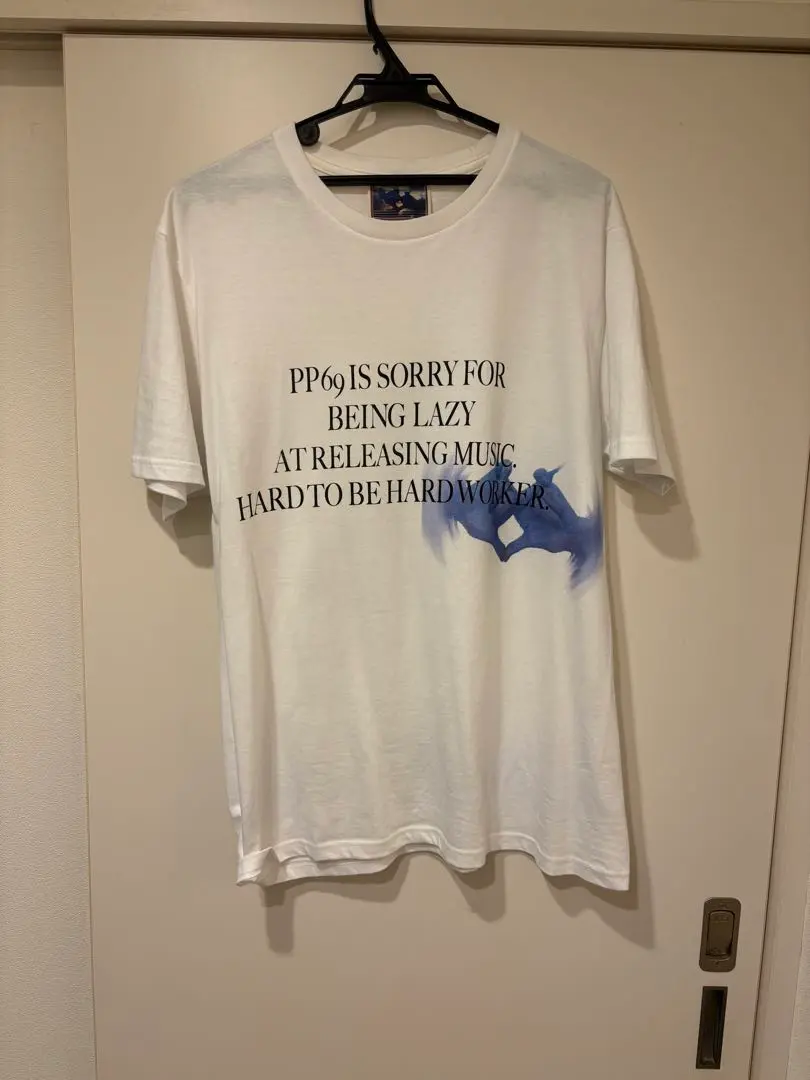 PP69 IS SORRY FOR
BEING LAZY
AT RELEASING MUSIC.
HARD TO BE HARD WORKER.